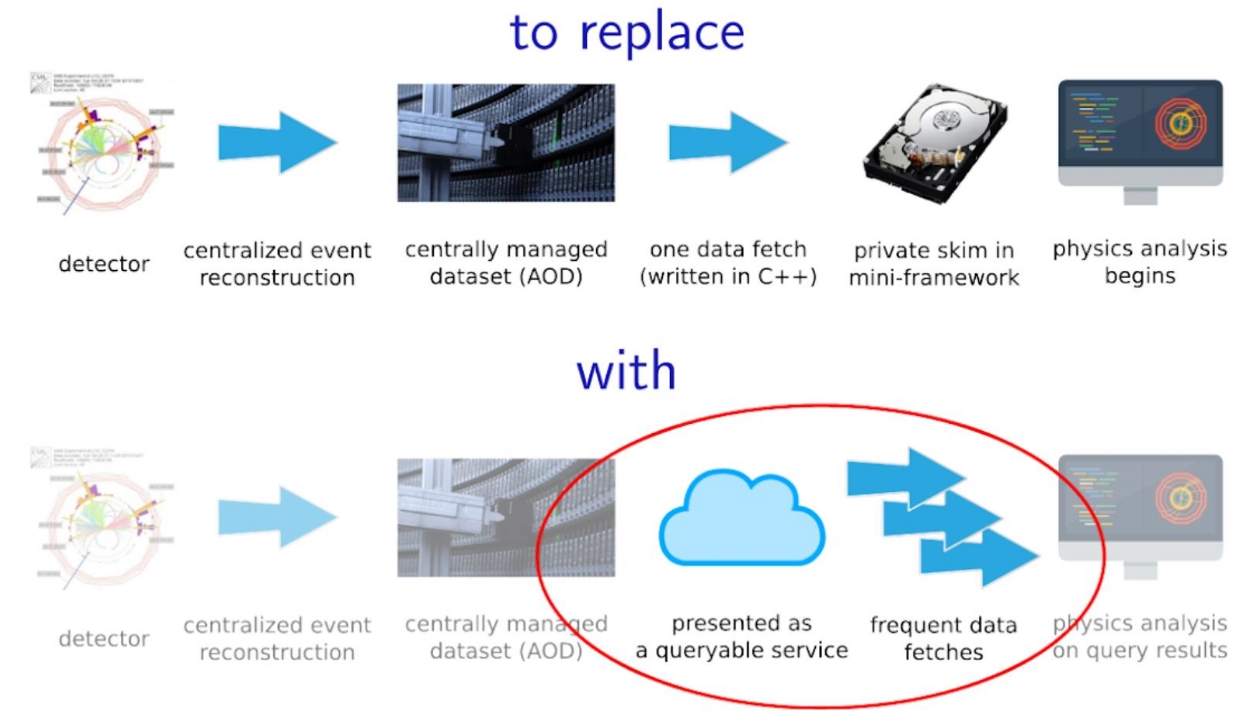 to replace
detector
centralized event
reconstruction
centrally managed
dataset (AOD)
one data fetch
(written in C++)
private skim in
mini-framework
physics analysis
begins
with
detector
centralized event
reconstruction
centrally managed
dataset (AOD)
presented as
a queryable service
frequent data
fetches
physics analysis
on query results